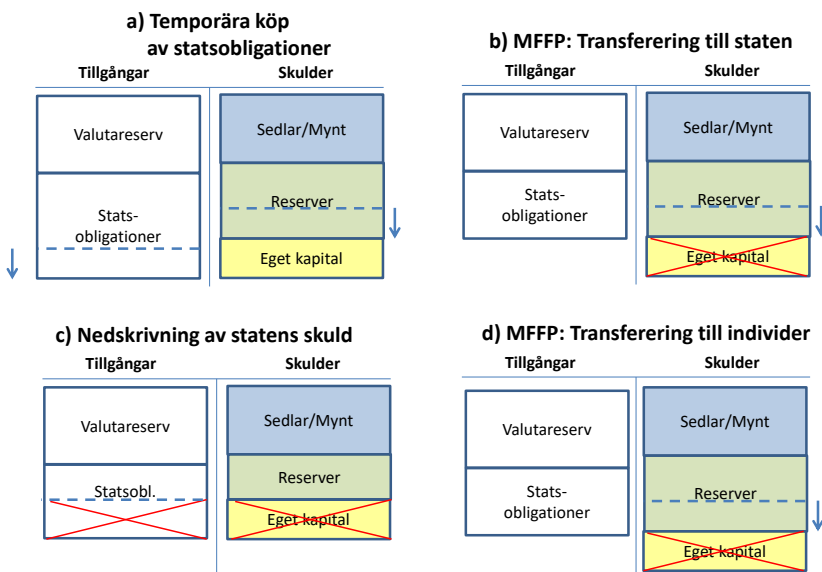 a) Temporära köp
av statsobligationer
Tillgångar
Skulder
Valutareserv
Stats-
obligationer
Sedlar/Mynt
Reserver
Eget kapital
b) MFFP: Transferering till staten
Tillgångar
Skulder
Valutareserv
Stats-
obligationer
Sedlar/Mynt
Reserver
Eget kapital
c) Nedskrivning av statens skuld
Tillgångar
Skulder
Valutareserv
Statsobl.
Sedlar/Mynt
Reserver
Eget kapital
d) MFFP: Transferering till individer
Tillgångar
Skulder
Valutareserv
Stats-
obligationer
Sedlar/Mynt
Reserver
Eget kapital